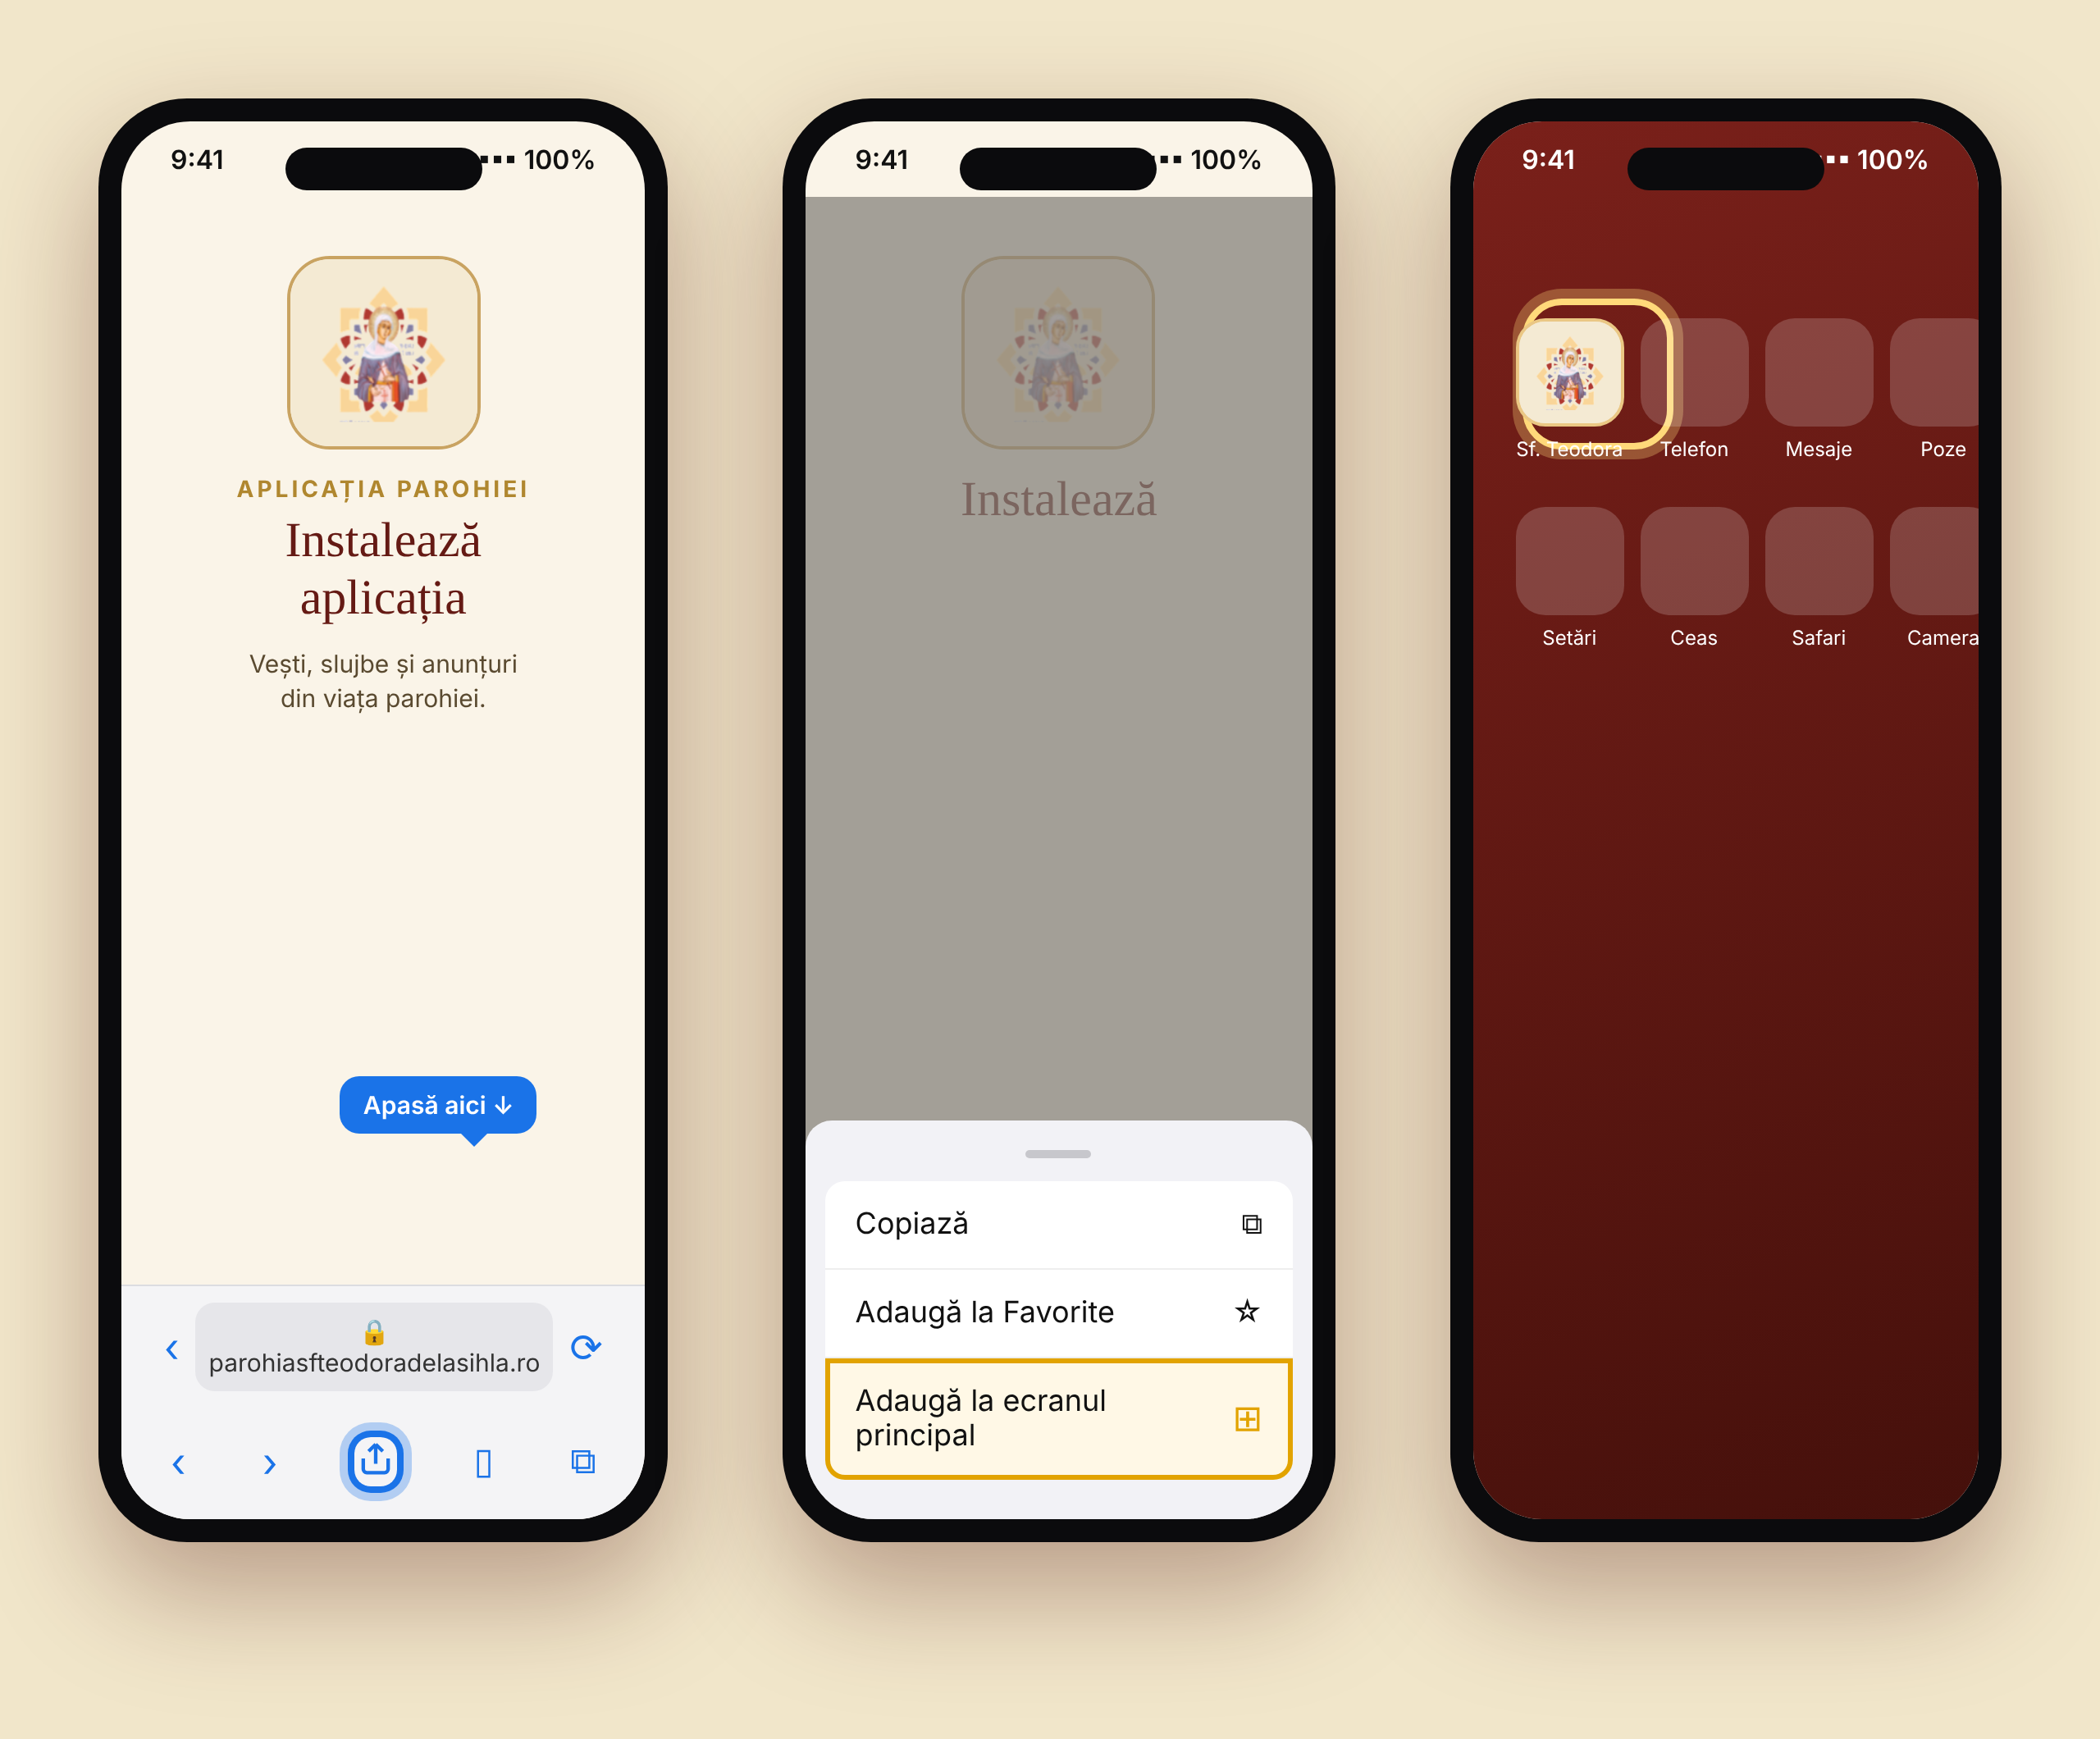 9:41
100%
APLICAȚIA PAROHIEI
Instalează
aplicația
Vești, slujbe și anunțuri
din viața parohiei.
Apasă aici ↓
parohiasfteodoradelasihla.ro
9:41
100%
Instalează
Copiază
Adaugă la Favorite
Adaugă la ecranul
principal
9:41
100%
Sf. Teodora
Telefon
Mesaje
Poze
Setări
Ceas
Safari
Camera